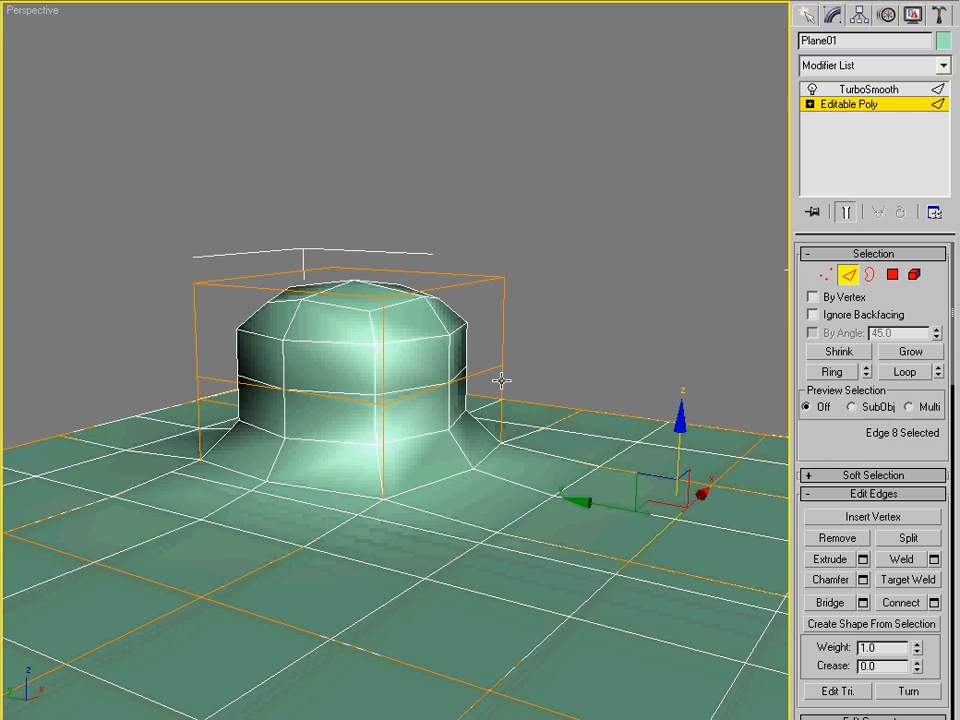 Perspective
Plane01
Modifier List
TurboSmooth
Editable Poly
- Selection
By Vertex
Ignore Backfacing
By Angle: 45.0
Shrink Grow
Ring Loop
Preview Selection
Off SubObj Multi
Edge 8 Selected
+ Soft Selection
- Edit Edges
Insert Vertex
Remove Split
Extrude Weld
Chamfer Target Weld
Bridge Connect
Create Shape From Selection
Weight: 1.0
Crease: 0.0
Edit Tri. Turn
z
x
y
z
x
y